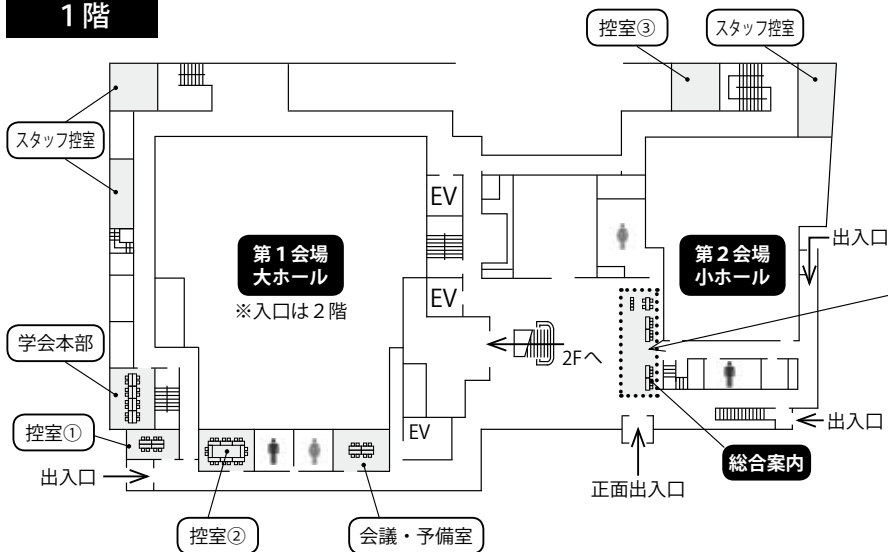 1階
控室③
スタッフ控室
スタッフ控室
EV
第1会場
大ホール
※入口は2階
第2会場
小ホール
出入口
EV
2Fへ
学会本部
控室①
EV
出入口
総合案内
出入口
正面出入口
控室②
会議・予備室